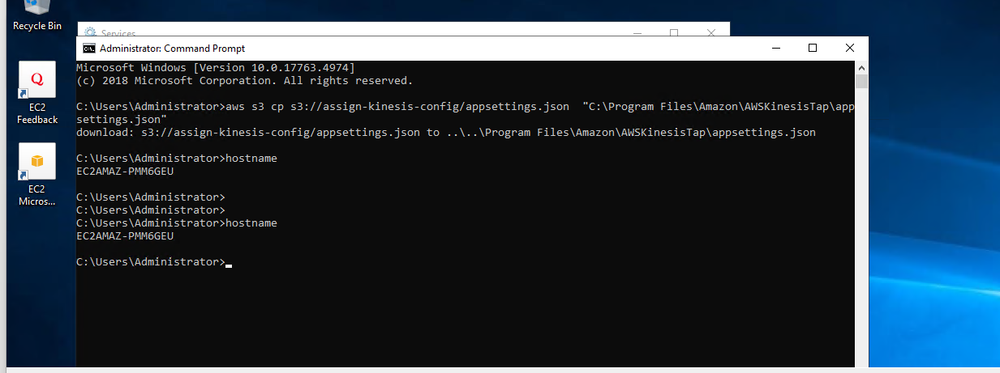 Recycle Bin
Services
Administrator: Command Prompt
Microsoft Windows [Version 10.0.17763.4974]
(c) 2018 Microsoft Corporation. All rights reserved.
C:\Users\Administrator>aws s3 cp s3://assign-kinesis-config/appsettings.json  "C:\Program Files\Amazon\AWSKinesisTap\app
settings.json"
download: s3://assign-kinesis-config/appsettings.json to ..\..\Program Files\Amazon\AWSKinesisTap\appsettings.json
C:\Users\Administrator>hostname
EC2AMAZ-PMM6GEU
C:\Users\Administrator>
C:\Users\Administrator>
C:\Users\Administrator>hostname
EC2AMAZ-PMM6GEU
C:\Users\Administrator>
Q
EC2
Feedback
EC2
Micros...